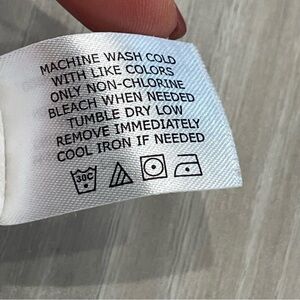 MACHINE WASH COLD
WITH LIKE COLORS
ONLY NON-CHLORINE
BLEACH WHEN NEEDED
TUMBLE DRY LOW
REMOVE IMMEDIATELY
COOL IRON IF NEEDED
30C